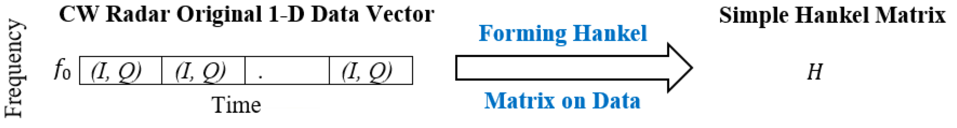 CW Radar Original 1-D Data Vector
Frequency
f0 (I, Q) (I, Q) . (I, Q)
Time
Forming Hankel
Matrix on Data
Simple Hankel Matrix
H